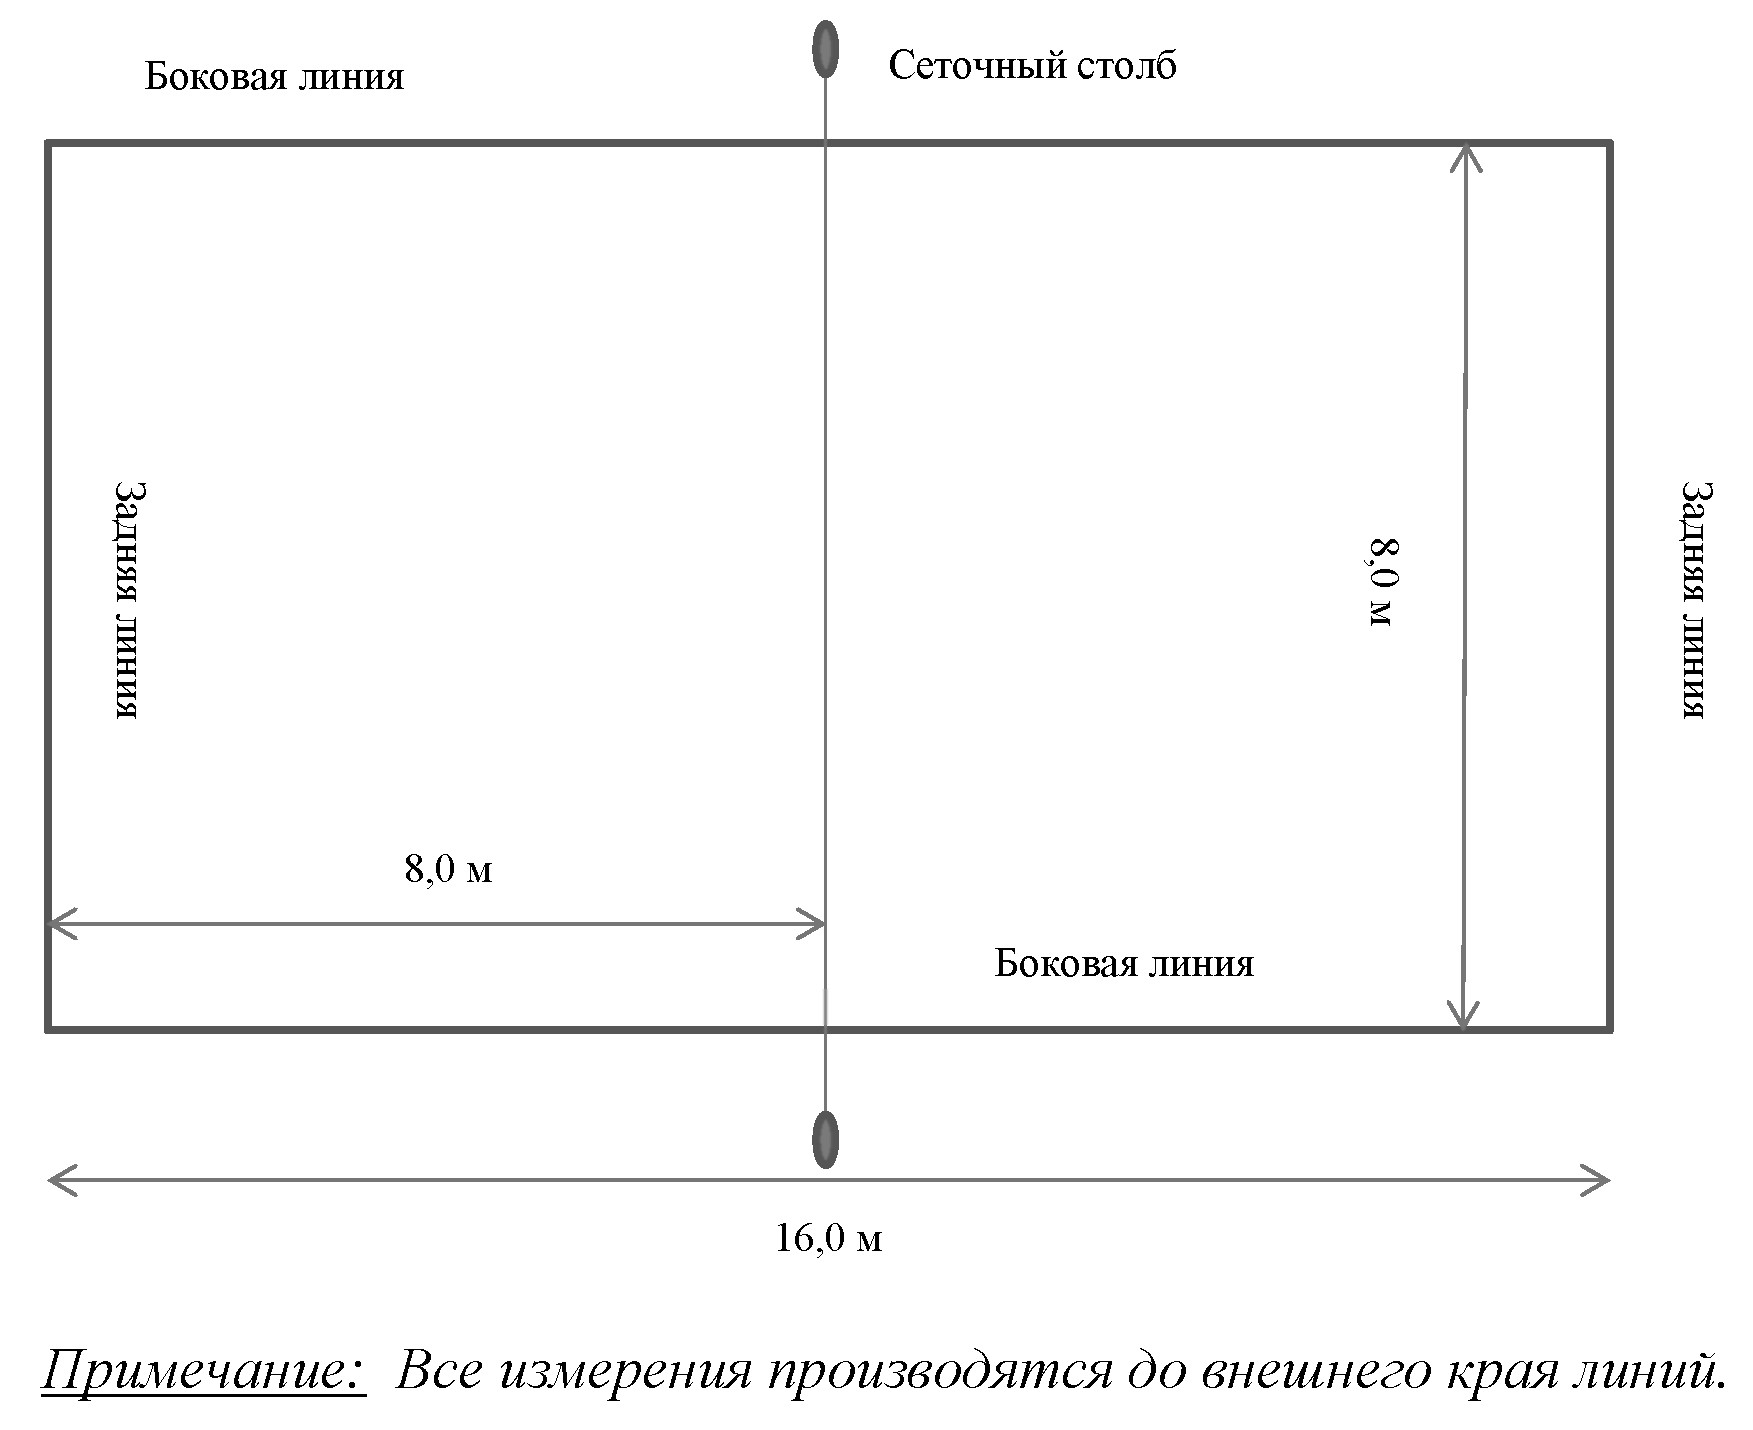 Сеточный столб
Боковая линия
Задняя линия
8,0 м
Задняя линия
8,0 м
Боковая линия
16,0 м
Примечание: Все измерения производятся до внешнего края линий.